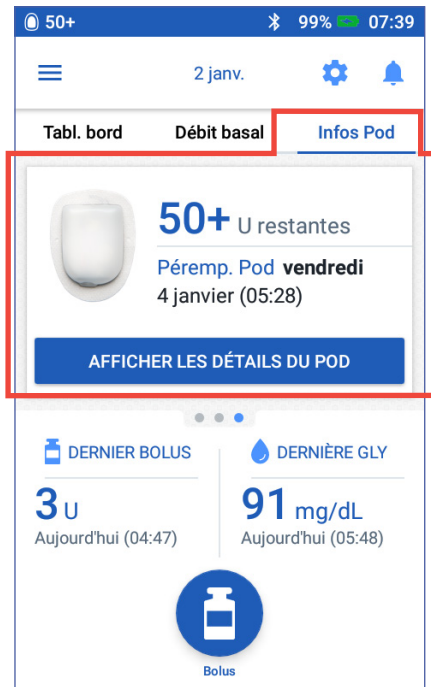 50+ 99% 07:39
2 janv.
Tabl. bord Débit basal Infos Pod
50+ U restantes
Péremp. Pod vendredi
4 janvier (05:28)
AFFICHER LES DÉTAILS DU POD
DERNIER BOLUS DERNIÈRE GLY
3 U 91 mg/dL
Aujourd'hui (04:47) Aujourd'hui (05:48)
Bolus